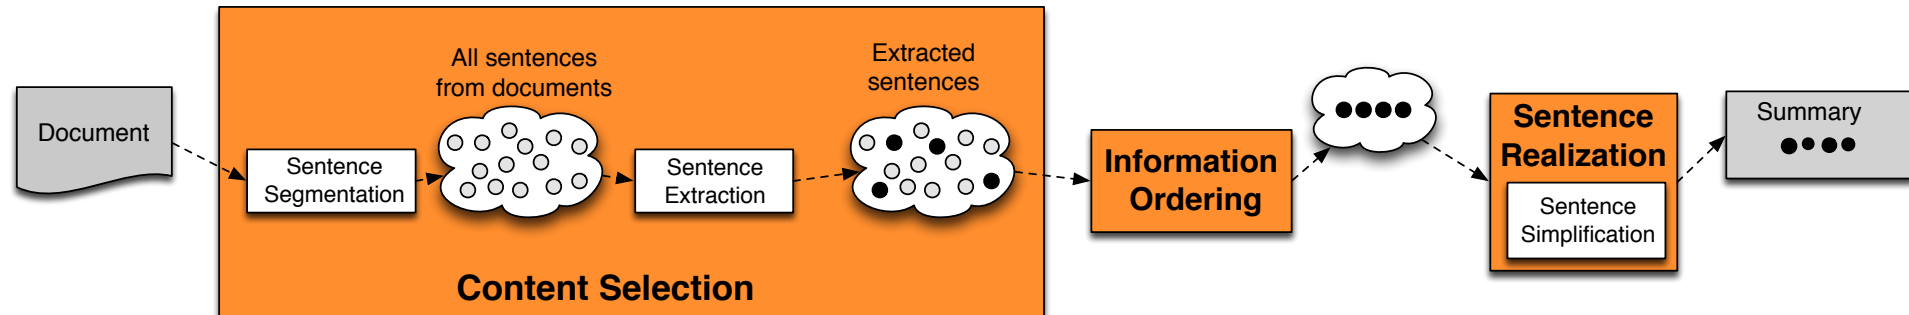 Document
Sentence
Segmentation
All sentences
from documents
Sentence
Extraction
Extracted
sentences
Content Selection
Information
Ordering
Sentence
Realization
Sentence
Simplification
Summary